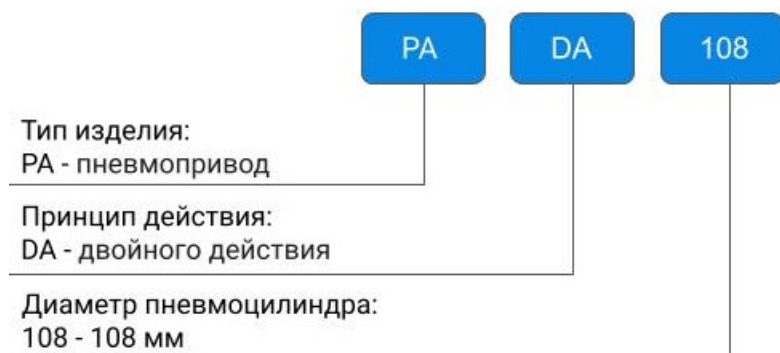 PA DA 108
Тип изделия:
PA - пневмопривод
Принцип действия:
DA - двойного действия
Диаметр пневмоцилиндра:
108 - 108 мм